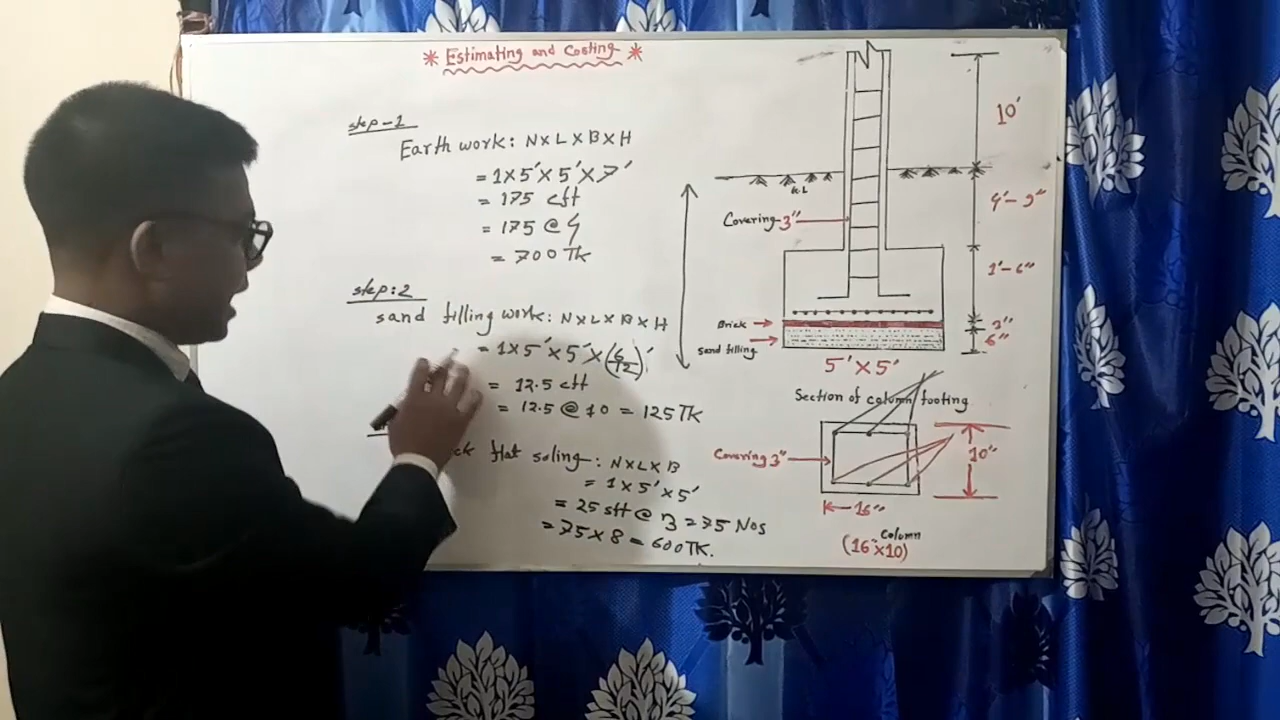 * Estimating and Costing *
step-1
Earth work: N×L×B×H
= 1×5'×5'×7'
= 175 cft
= 175 @ 4
= 700 TK
step:2
sand filling work: N×L×B×H
= 1×5'×5'×(6/12)'
= 12.5 cft
= 12.5 @ 10 = 125 TK
flat soling: N×L×B
= 1×5'×5'
= 25 sft @ 3 = 75 Nos
= 75×8 = 600 TK.
10'
G.L
4'-9"
Covering 3"
1'-6"
Brick
3"
Sand filling
6"
5'×5'
Section of column footing
Covering 3"
10"
16"
Column
(16"×10)